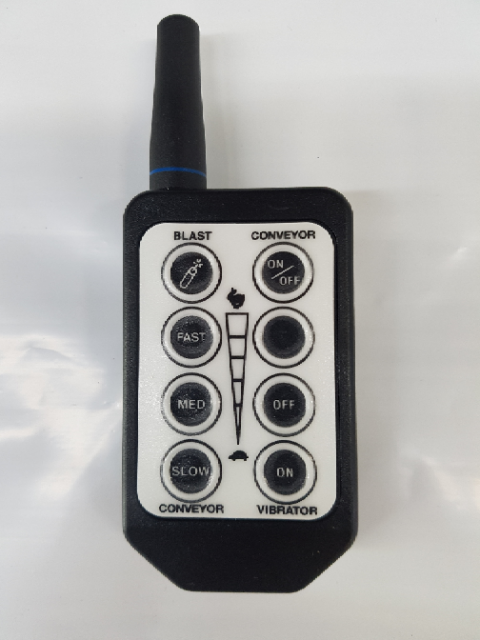 BLAST CONVEYOR
ON/OFF
FAST
MED OFF
SLOW ON
CONVEYOR VIBRATOR